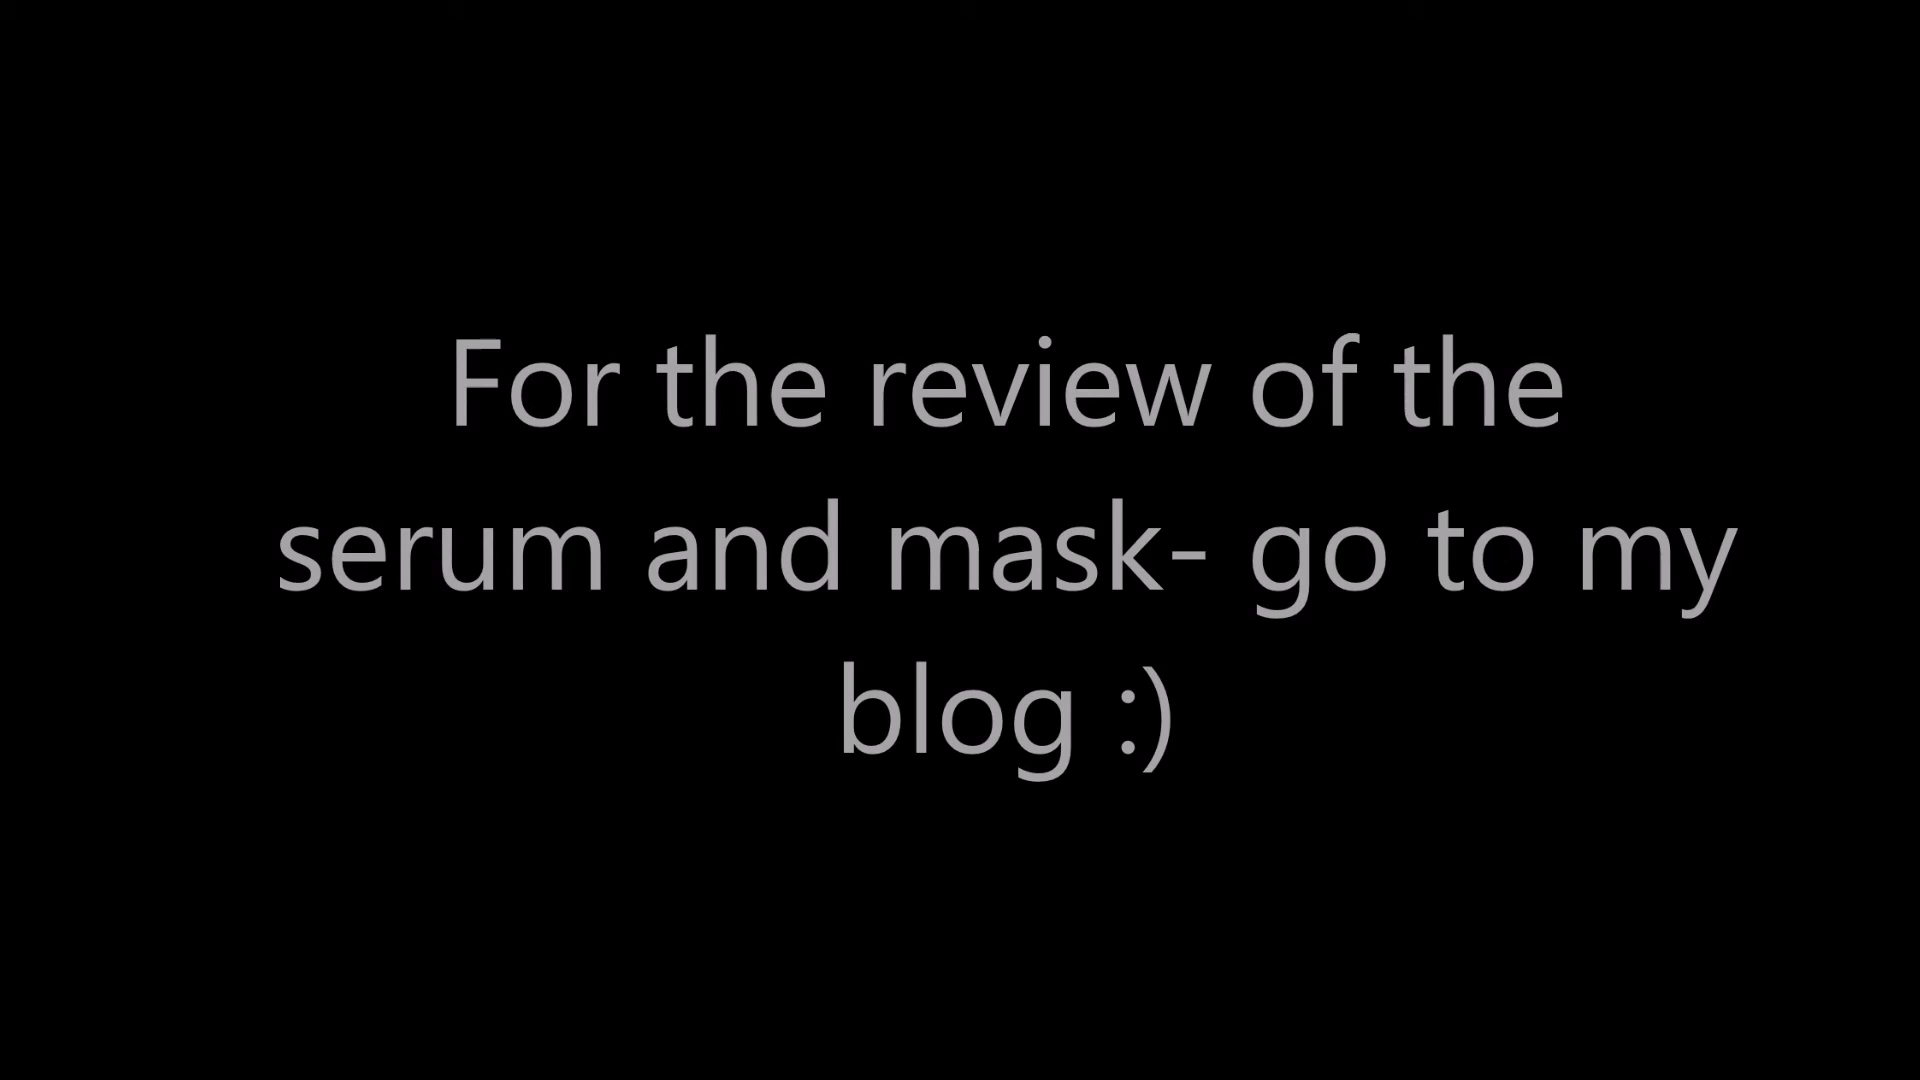 For the review of the
serum and mask- go to my
blog :)